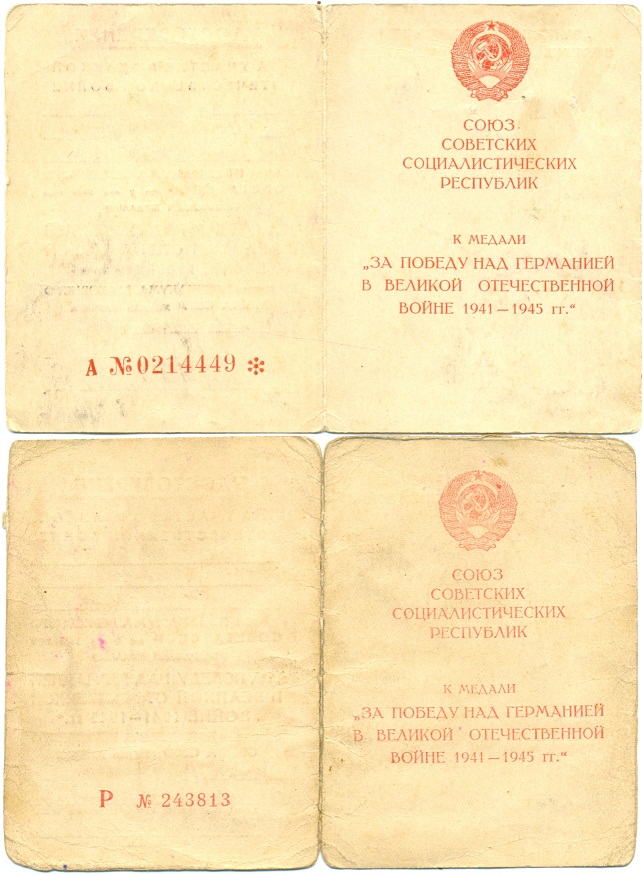 СОЮЗ
СОВЕТСКИХ
СОЦИАЛИСТИЧЕСКИХ
РЕСПУБЛИК
К МЕДАЛИ
„ЗА ПОБЕДУ НАД ГЕРМАНИЕЙ
В ВЕЛИКОЙ ОТЕЧЕСТВЕННОЙ
ВОЙНЕ 1941—1945 гг.“
А №0214449 *
СОЮЗ
СОВЕТСКИХ
СОЦИАЛИСТИЧЕСКИХ
РЕСПУБЛИК
К МЕДАЛИ
„ЗА ПОБЕДУ НАД ГЕРМАНИЕЙ
В ВЕЛИКОЙ ОТЕЧЕСТВЕННОЙ
ВОЙНЕ 1941—1945 гг.“
Р № 243813